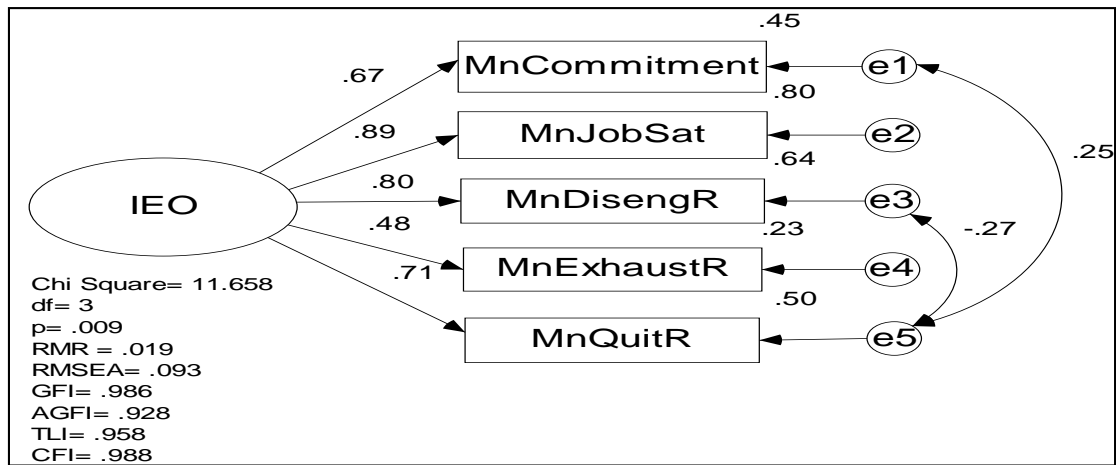 .45
MnCommitment
e1
.67
.80
.89
MnJobSat
e2
.64
.25
.80
IEO
MnDisengR
e3
.48
.23
-.27
.71
MnExhaustR
e4
.50
MnQuitR
e5
Chi Square= 11.658
df= 3
p= .009
RMR = .019
RMSEA= .093
GFI= .986
AGFI= .928
TLI= .958
CFI= .988